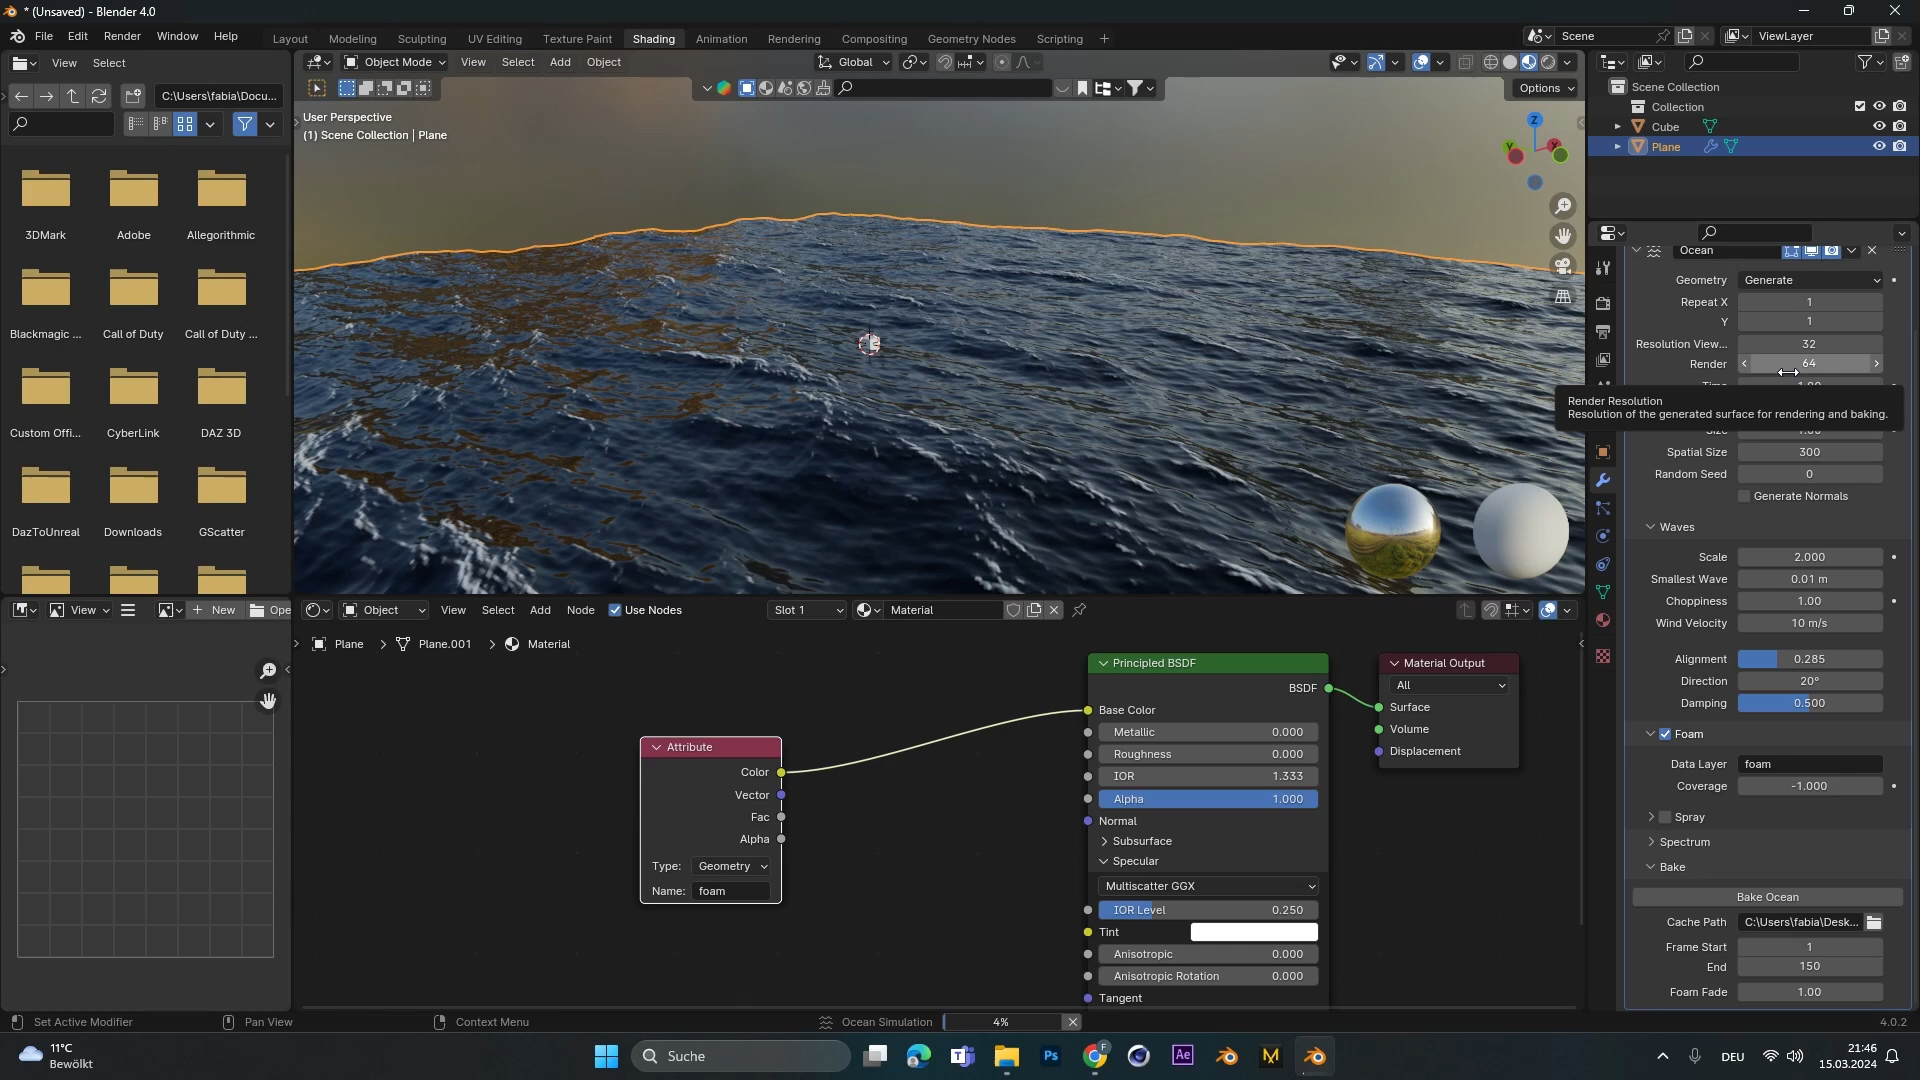 * (Unsaved) - Blender 4.0
File Edit Render Window Help
Layout Modeling Sculpting UV Editing Texture Paint Shading Animation Rendering Compositing Geometry Nodes Scripting +
Scene ViewLayer
View Select
Object Mode View Select Add Object Global
C:\Users\fabia\Docu...
Options
User Perspective
(1) Scene Collection | Plane
Z
Y
X
3DMark Adobe Allegorithmic
Blackmagic ... Call of Duty Call of Duty ...
Custom Offi... CyberLink DAZ 3D
DazToUnreal Downloads GScatter
Scene Collection
Collection
Cube
Plane
Ocean
Geometry Generate
Repeat X 1
Y 1
Resolution View... 32
Render 64
Render Resolution
Resolution of the generated surface for rendering and baking.
Spatial Size 300
Random Seed 0
Generate Normals
Waves
Scale 2.000
Smallest Wave 0.01 m
Choppiness 1.00
Wind Velocity 10 m/s
Alignment 0.285
Direction 20°
Damping 0.500
Foam
Data Layer foam
Coverage -1.000
Spray
Spectrum
Bake
Bake Ocean
Cache Path C:\Users\fabia\Desk...
Frame Start 1
End 150
Foam Fade 1.00
View New Ope
Object View Select Add Node Use Nodes Slot 1 Material
Plane > Plane.001 > Material
Attribute
Color
Vector
Fac
Alpha
Type: Geometry
Name: foam
Principled BSDF
BSDF
Base Color
Metallic 0.000
Roughness 0.000
IOR 1.333
Alpha 1.000
Normal
Subsurface
Specular
Multiscatter GGX
IOR Level 0.250
Tint
Anisotropic 0.000
Anisotropic Rotation 0.000
Tangent
Material Output
All
Surface
Volume
Displacement
Set Active Modifier Pan View Context Menu Ocean Simulation 4% 4.0.2
11°C
Bewölkt
Suche
Ps
F
Ae
M
DEU
21:46
15.03.2024